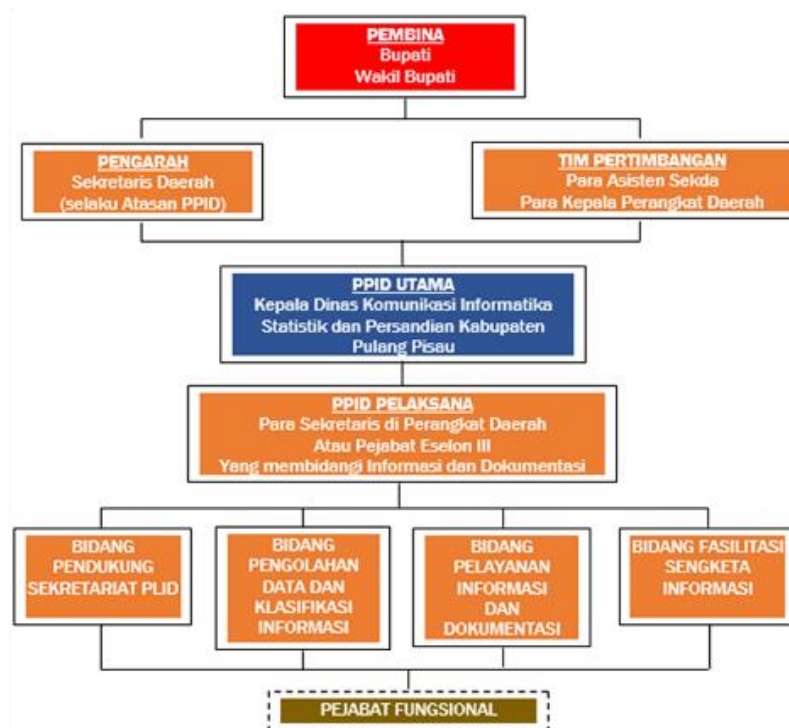 PEMBINA
Bupati
Wakil Bupati
PENGARAH
Sekretaris Daerah
(selaku Atasan PPID)
TIM PERTIMBANGAN
Para Asisten Sekda
Para Kepala Perangkat Daerah
PPID UTAMA
Kepala Dinas Komunikasi Informatika
Statistik dan Persandian Kabupaten
Pulang Pisau
PPID PELAKSANA
Para Sekretaris di Perangkat Daerah
Atau Pejabat Eselon III
Yang membidangi Informasi dan Dokumentasi
BIDANG
PENDUKUNG
SEKRETARIAT PLID
BIDANG
PENGOLAHAN
DATA DAN
KLASIFIKASI
INFORMASI
BIDANG
PELAYANAN
INFORMASI
DAN
DOKUMENTASI
BIDANG FASILITASI
SENGKETA
INFORMASI
PEJABAT FUNGSIONAL